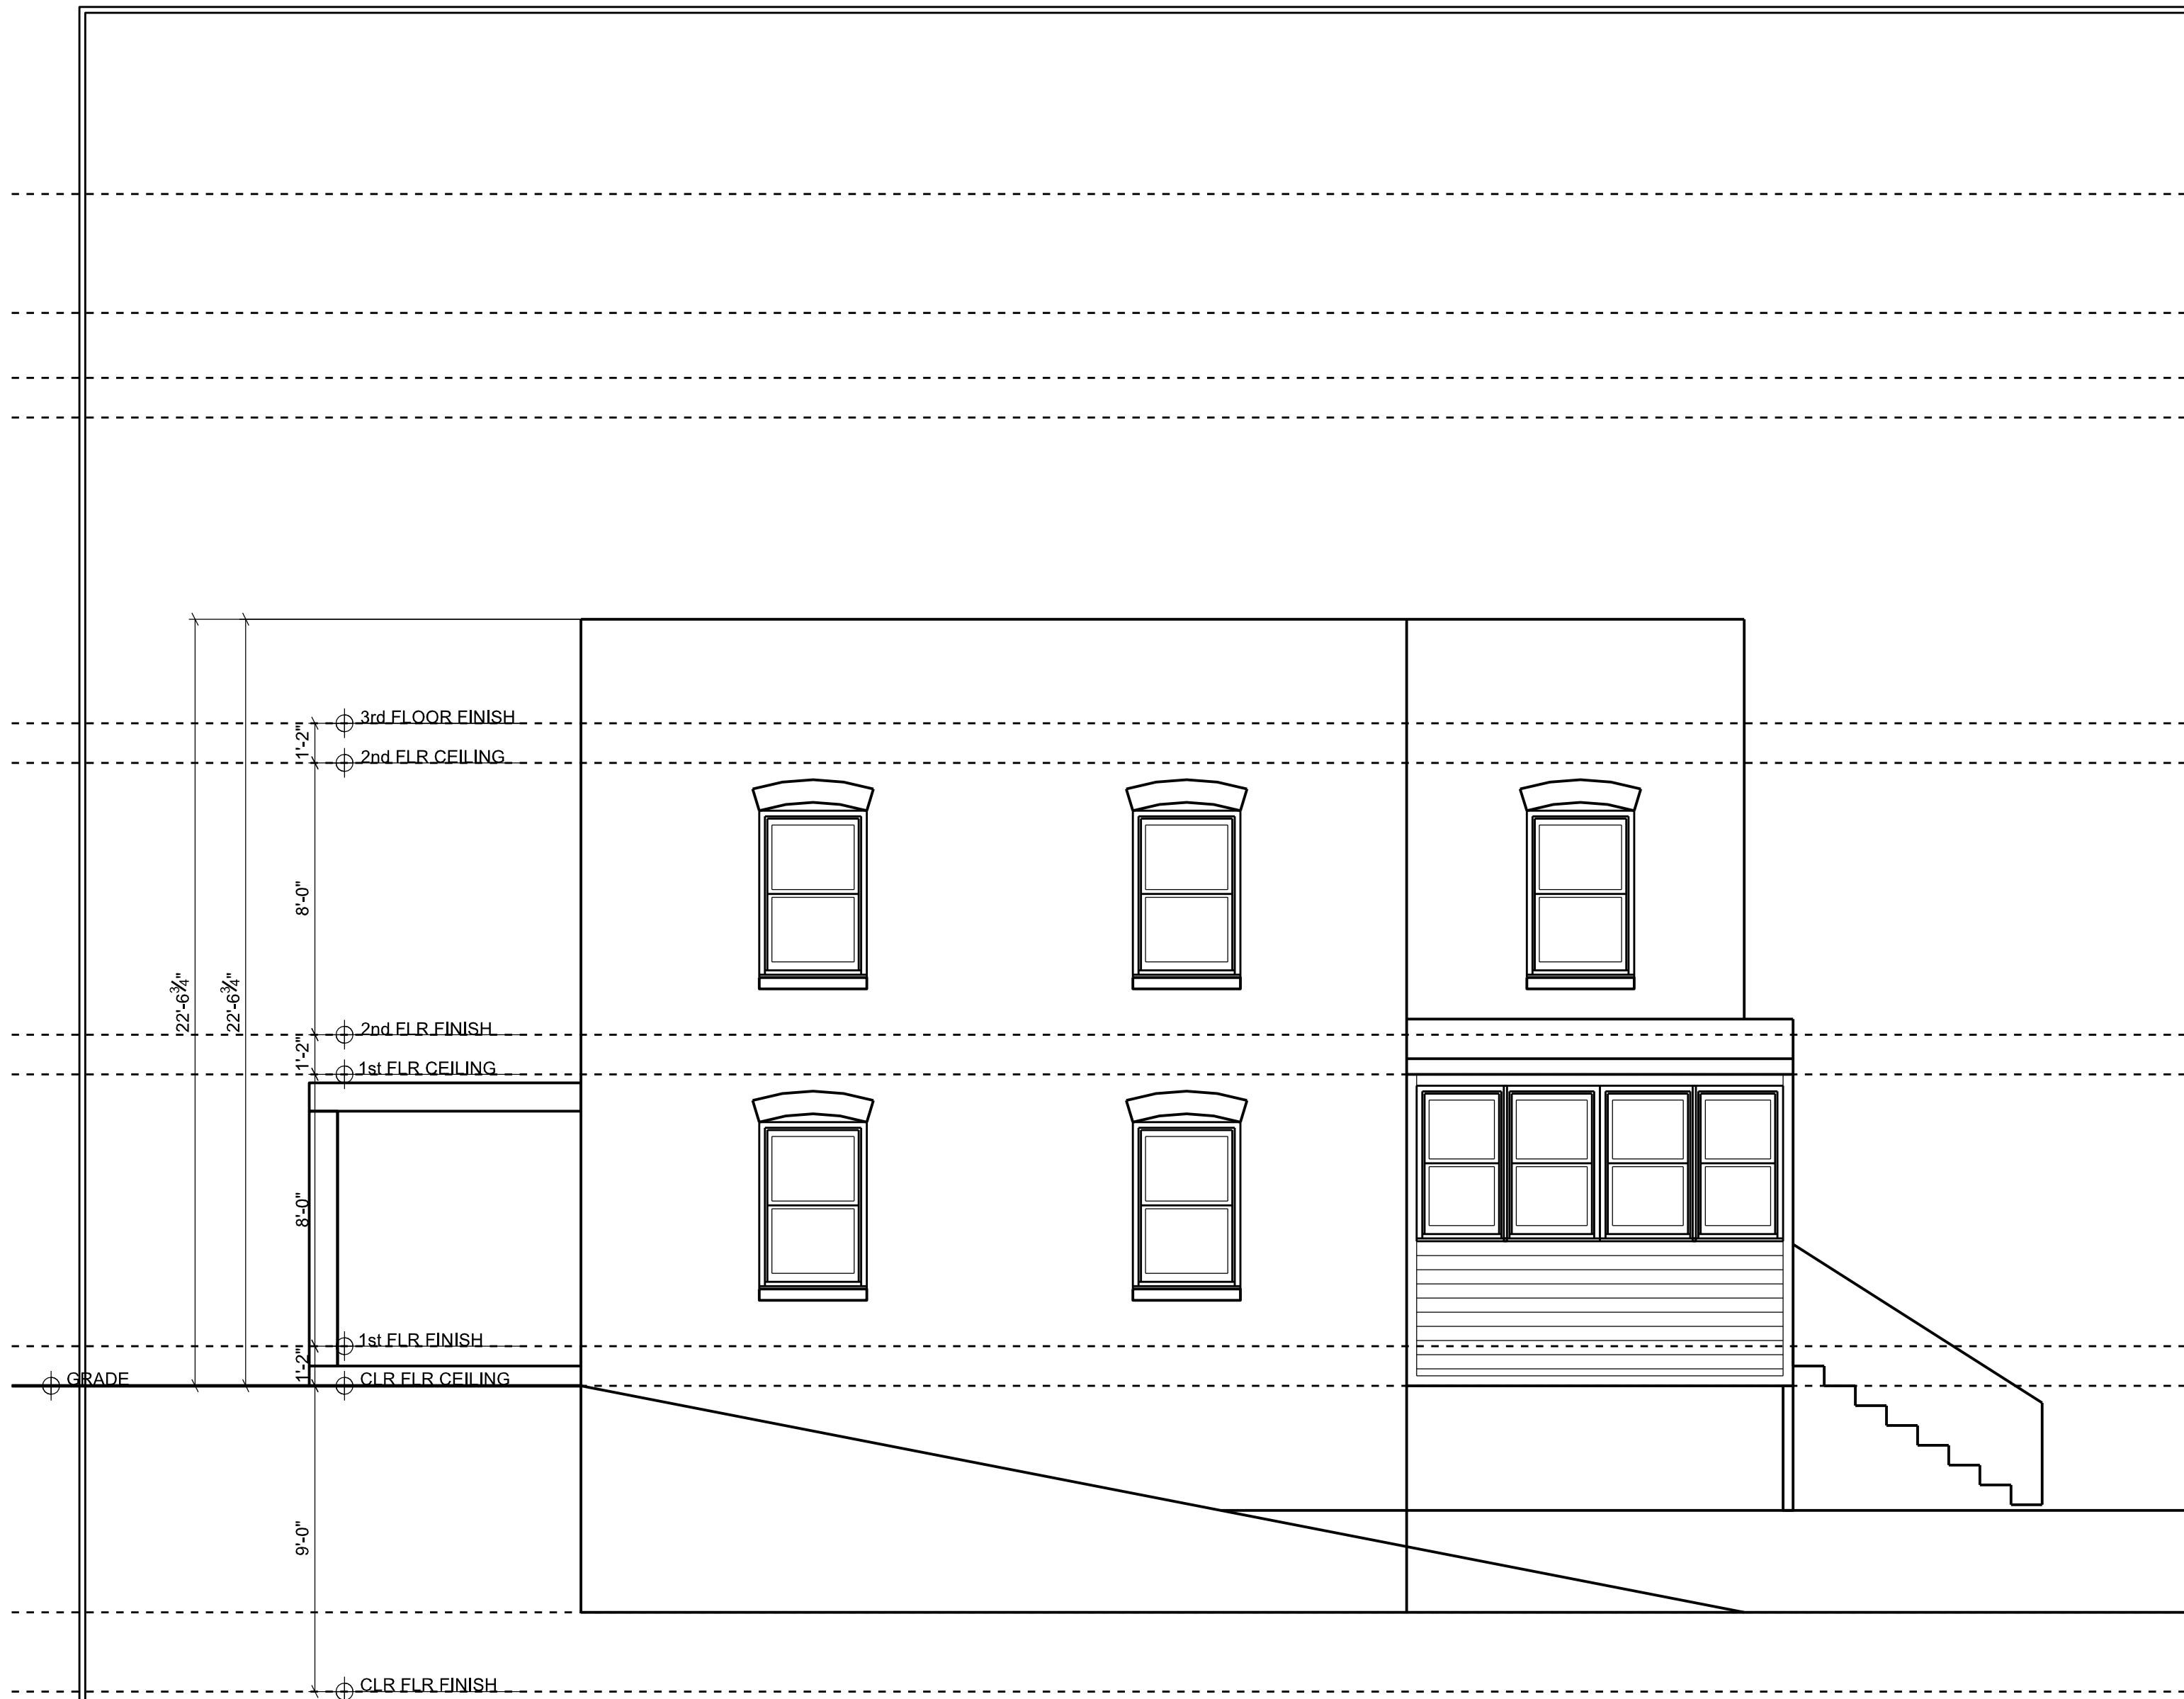 3rd FLOOR FINISH
1'-2"
2nd FLR CEILING
8'-0"
22'-6¾"
22'-6¾"
2nd FLR FINISH
1'-2"
1st FLR CEILING
8'-0"
1st FLR FINISH
1'-2"
GRADE
CLR FLR CEILING
9'-0"
CLR FLR FINISH